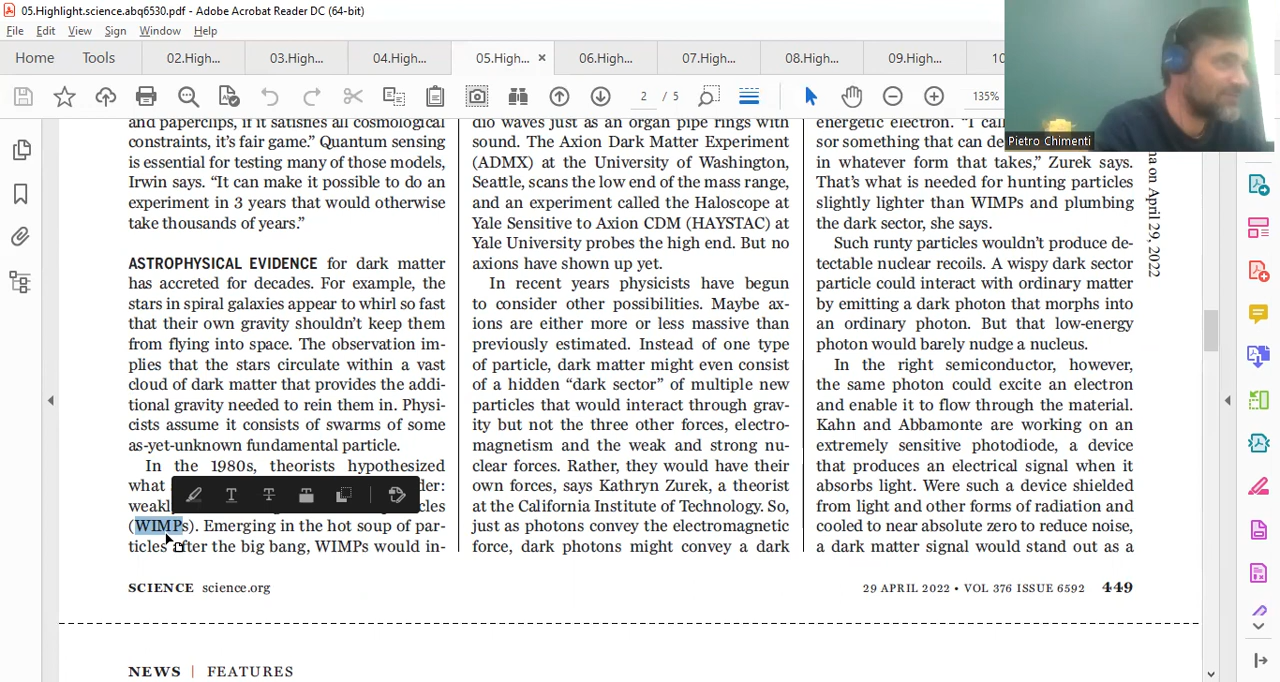 05.Highlight.science.abq6530.pdf - Adobe Acrobat Reader DC (64-bit)
File Edit View Sign Window Help
Home Tools 02.High... 03.High... 04.High... 05.High... 06.High... 07.High... 08.High... 09.High... 10
2 / 5 135%
Pietro Chimenti
and paperclips, if it satisfies all cosmological
constraints, it's fair game.” Quantum sensing
is essential for testing many of those models,
Irwin says. “It can make it possible to do an
experiment in 3 years that would otherwise
take thousands of years.”
ASTROPHYSICAL EVIDENCE for dark matter
has accreted for decades. For example, the
stars in spiral galaxies appear to whirl so fast
that their own gravity shouldn't keep them
from flying into space. The observation im-
plies that the stars circulate within a vast
cloud of dark matter that provides the addi-
tional gravity needed to rein them in. Physi-
cists assume it consists of swarms of some
as-yet-unknown fundamental particle.
In the 1980s, theorists hypothesized
what
(WIMPs). Emerging in the hot soup of par-
ticles after the big bang, WIMPs would in-
dio waves just as an organ pipe rings with
sound. The Axion Dark Matter Experiment
(ADMX) at the University of Washington,
Seattle, scans the low end of the mass range,
and an experiment called the Haloscope at
Yale Sensitive to Axion CDM (HAYSTAC) at
Yale University probes the high end. But no
axions have shown up yet.
In recent years physicists have begun
to consider other possibilities. Maybe ax-
ions are either more or less massive than
previously estimated. Instead of one type
of particle, dark matter might even consist
of a hidden “dark sector” of multiple new
particles that would interact through grav-
ity but not the three other forces, electro-
magnetism and the weak and strong nu-
clear forces. Rather, they would have their
own forces, says Kathryn Zurek, a theorist
at the California Institute of Technology. So,
just as photons convey the electromagnetic
force, dark photons might convey a dark
energetic electron. “I
sor something that can
in whatever form that takes,” Zurek says.
That's what is needed for hunting particles
slightly lighter than WIMPs and plumbing
the dark sector, she says.
Such runty particles wouldn't produce de-
tectable nuclear recoils. A wispy dark sector
particle could interact with ordinary matter
by emitting a dark photon that morphs into
an ordinary photon. But that low-energy
photon would barely nudge a nucleus.
In the right semiconductor, however,
the same photon could excite an electron
and enable it to flow through the material.
Kahn and Abbamonte are working on an
extremely sensitive photodiode, a device
that produces an electrical signal when it
absorbs light. Were such a device shielded
from light and other forms of radiation and
cooled to near absolute zero to reduce noise,
a dark matter signal would stand out as a
on April 29, 2022
SCIENCE science.org
29 APRIL 2022 • VOL 376 ISSUE 6592 449
NEWS | FEATURES